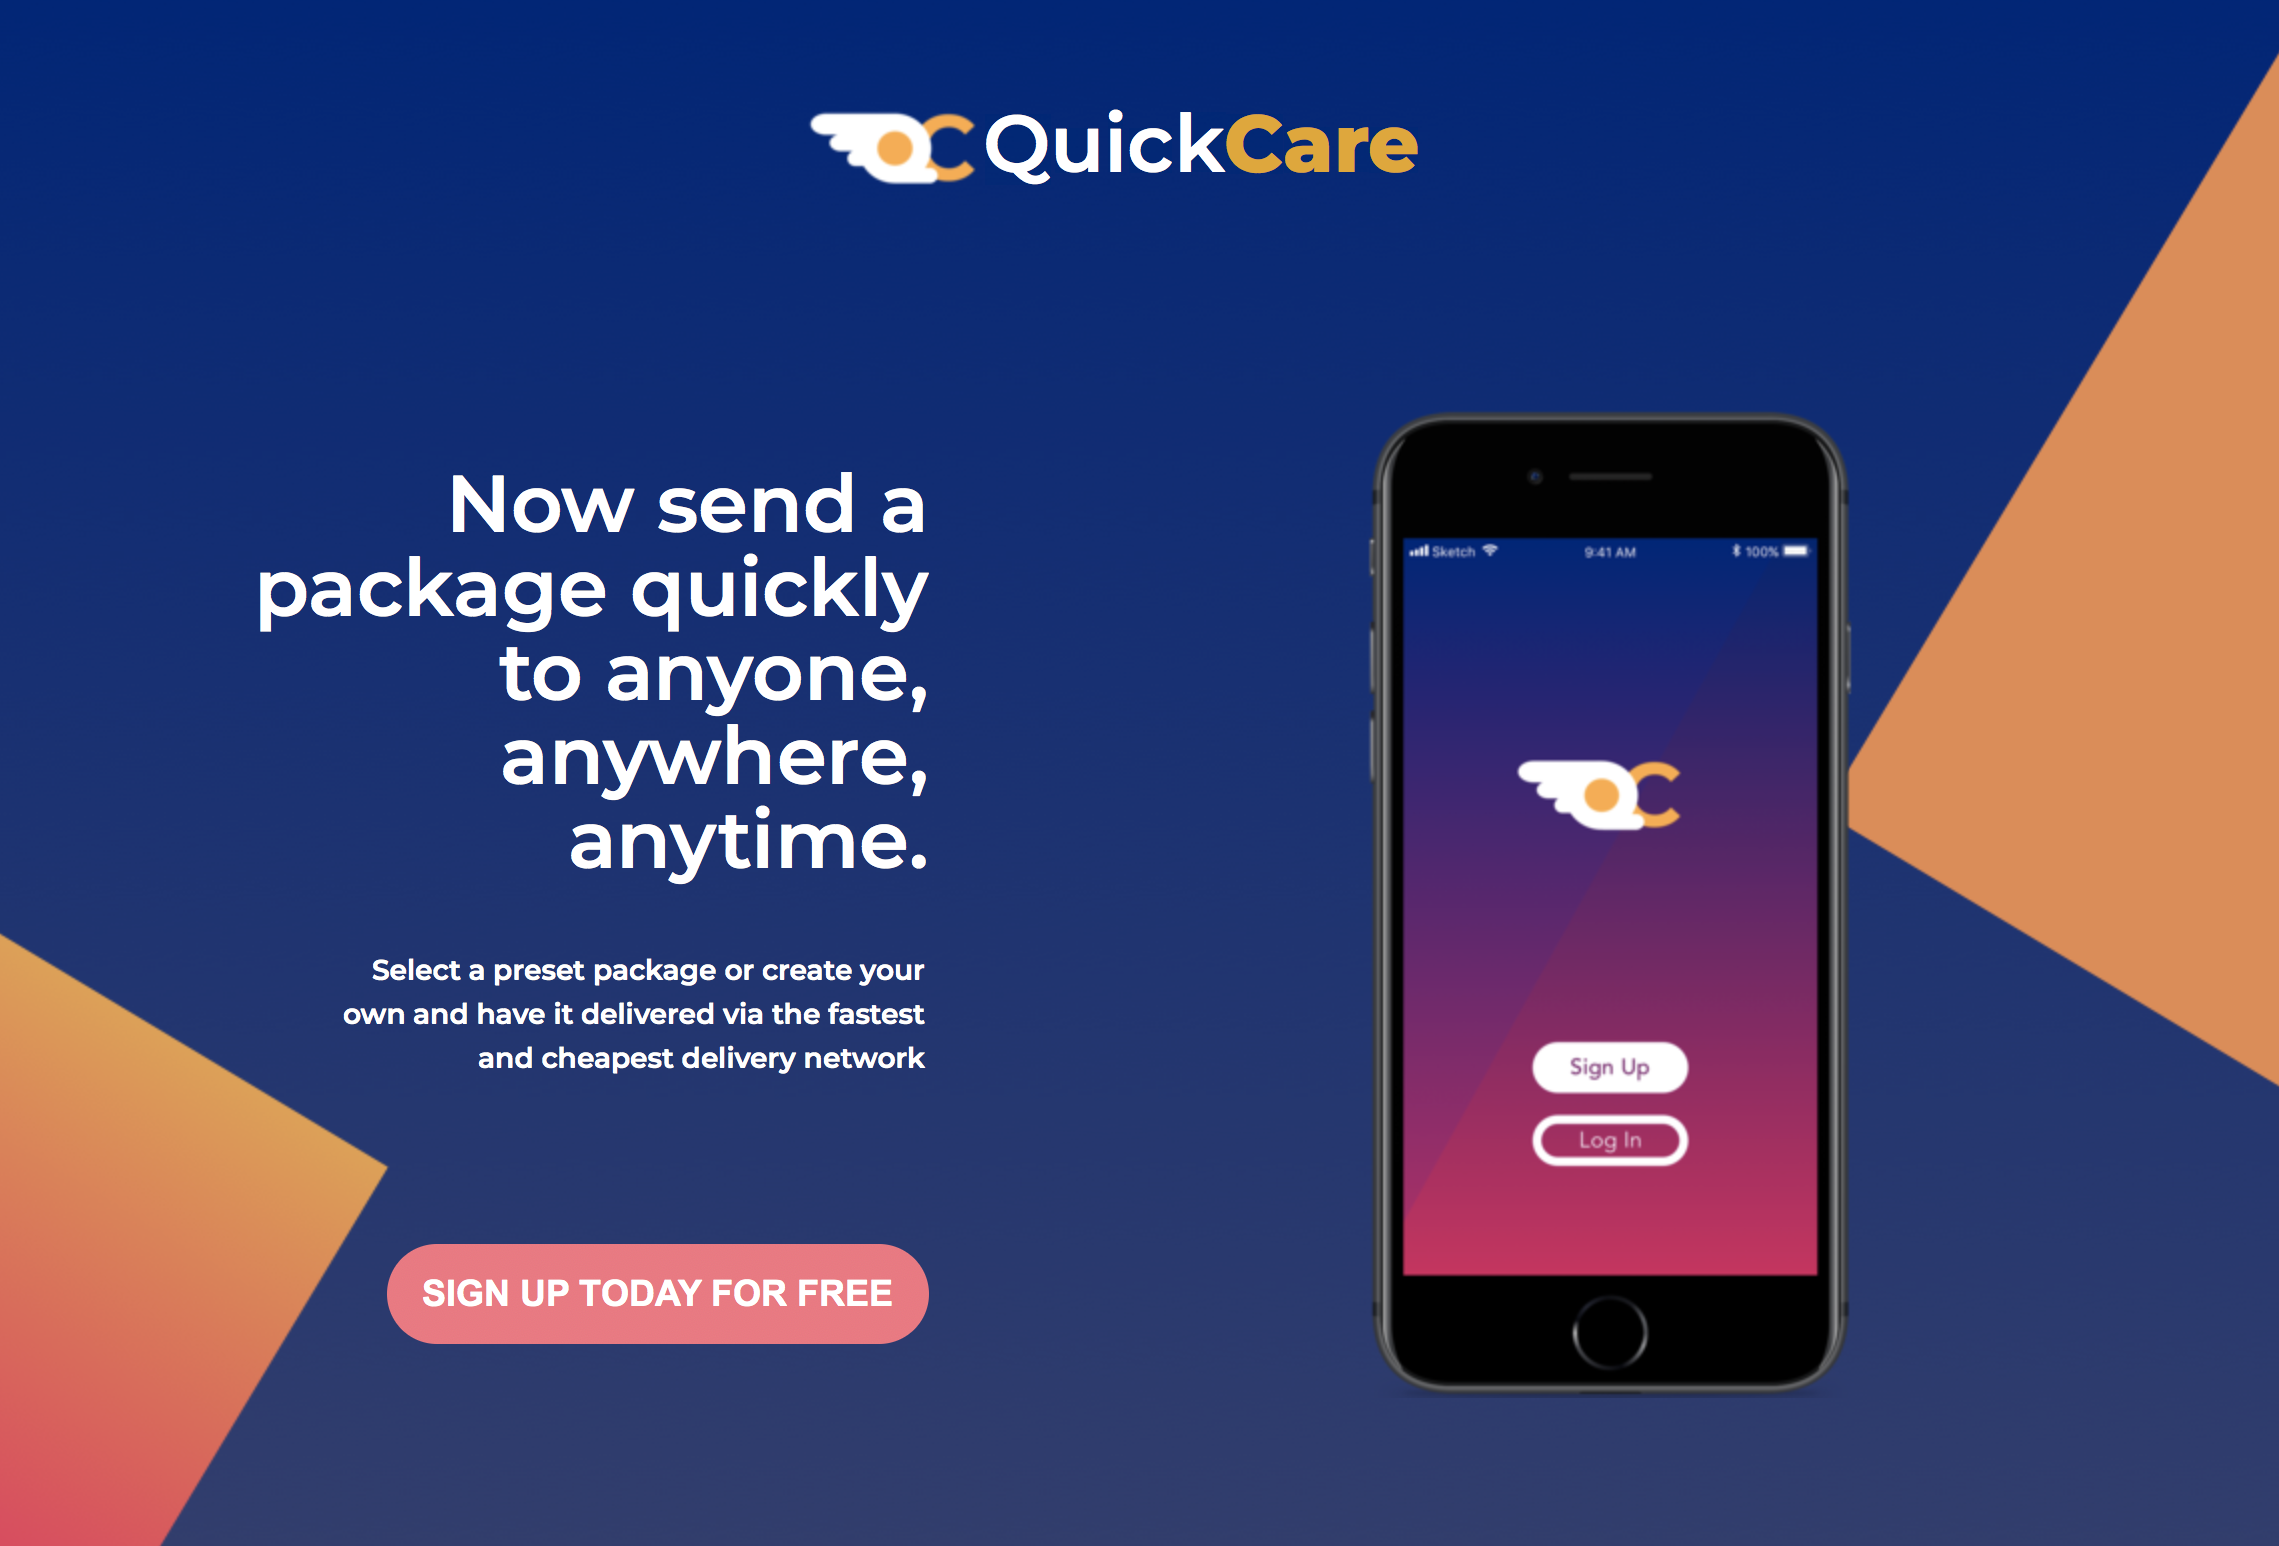 QC QuickCare
Now send a
package quickly
to anyone,
anywhere,
anytime.
Select a preset package or create your
own and have it delivered via the fastest
and cheapest delivery network
SIGN UP TODAY FOR FREE
Sketch 9:41 AM 100%
QC
Sign Up
Log In